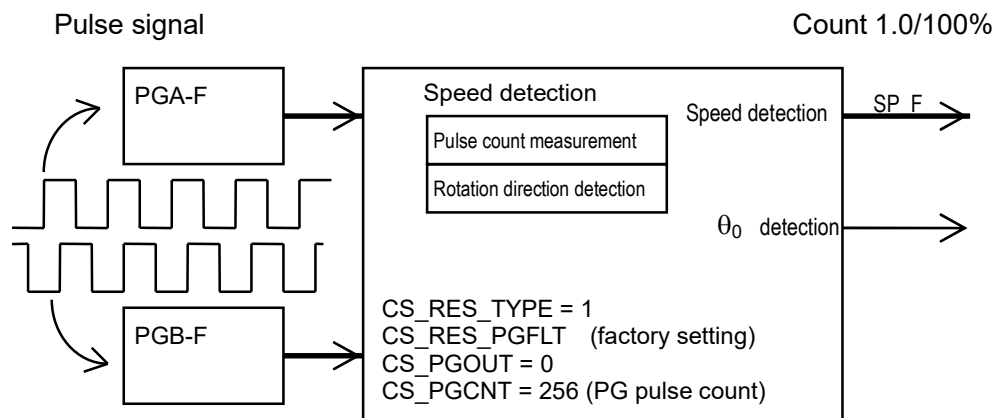 Pulse signal
Count 1.0/100%
PGA-F
Speed detection
Pulse count measurement
Rotation direction detection
Speed detection
SP_F
θ0 detection
PGB-F
CS_RES_TYPE = 1
CS_RES_PGFLT (factory setting)
CS_PGOUT = 0
CS_PGCNT = 256 (PG pulse count)